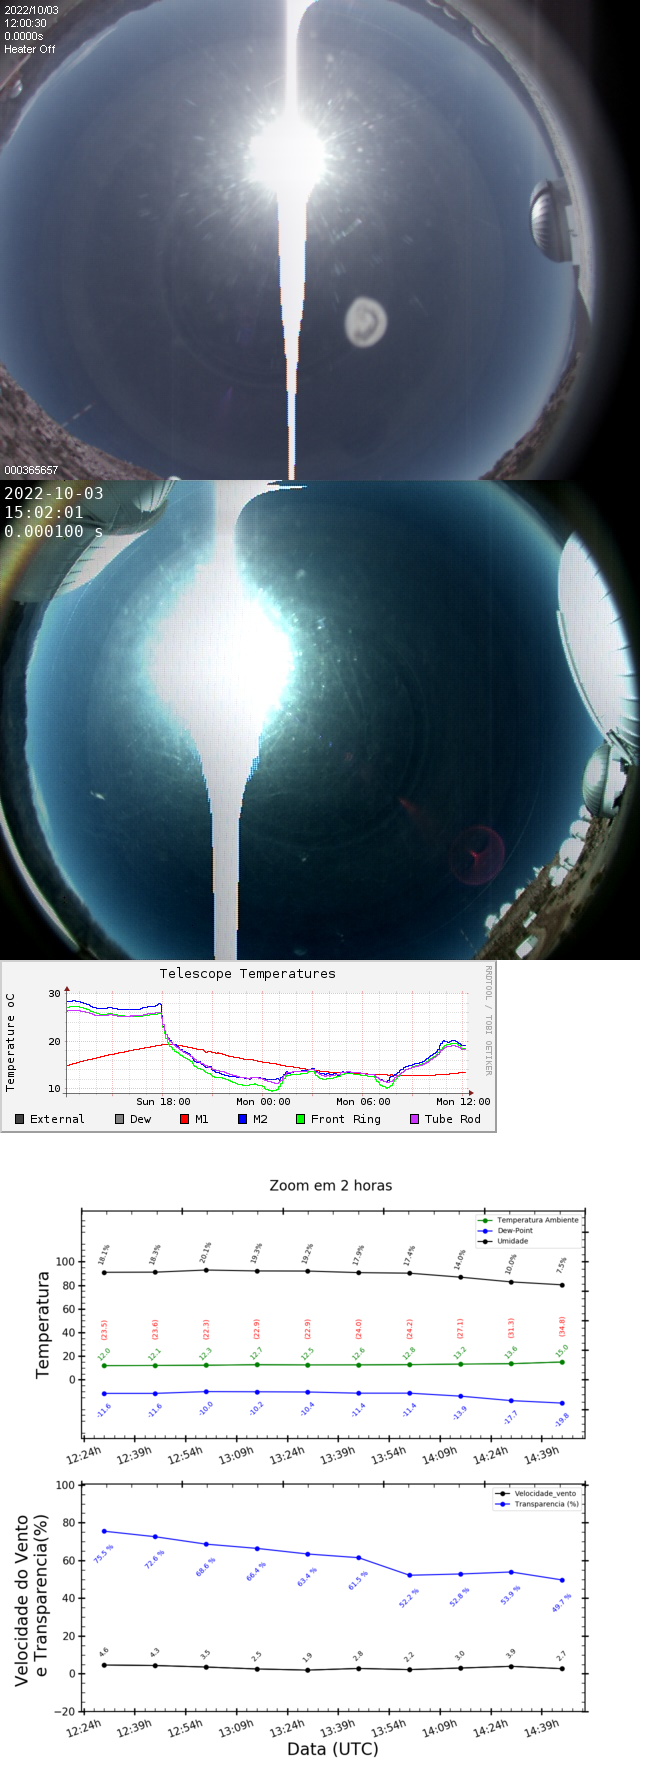 2022/10/03
12:00:30
0.0000s
Heater Off
000365657
2022-10-03
15:02:01
0.000100 s
Telescope Temperatures
Temperature oC
30
20
10
Sun 18:00 Mon 00:00 Mon 06:00 Mon 12:00
External Dew M1 M2 Front Ring Tube Rod
RRDTOOL / TOBI OETIKER
Zoom em 2 horas
Temperatura Ambiente
Dew-Point
Umidade
Temperatura
100
80
60
40
20
0
18.1% 18.3% 20.1% 19.3% 19.2% 17.9% 17.4% 14.0% 10.0% 7.5%
(23.5) (23.6) (22.3) (22.9) (22.9) (24.0) (24.2) (27.1) (31.3) (34.8)
12.0 12.1 12.3 12.7 12.5 12.6 12.8 13.2 13.6 15.0
-11.6 -11.6 -10.0 -10.2 -10.4 -11.4 -11.4 -13.9 -17.7 -19.8
12:24h 12:39h 12:54h 13:09h 13:24h 13:39h 13:54h 14:09h 14:24h 14:39h
Velocidade_vento
Transparencia (%)
Velocidade do Vento
e Transparencia(%)
100
80
60
40
20
0
−20
75.5 % 72.6 % 68.6 % 66.4 % 63.4 % 61.5 % 52.2 % 52.8 % 53.9 % 49.7 %
4.6 4.3 3.5 2.5 1.9 2.8 2.2 3.0 3.9 2.7
12:24h 12:39h 12:54h 13:09h 13:24h 13:39h 13:54h 14:09h 14:24h 14:39h
Data (UTC)